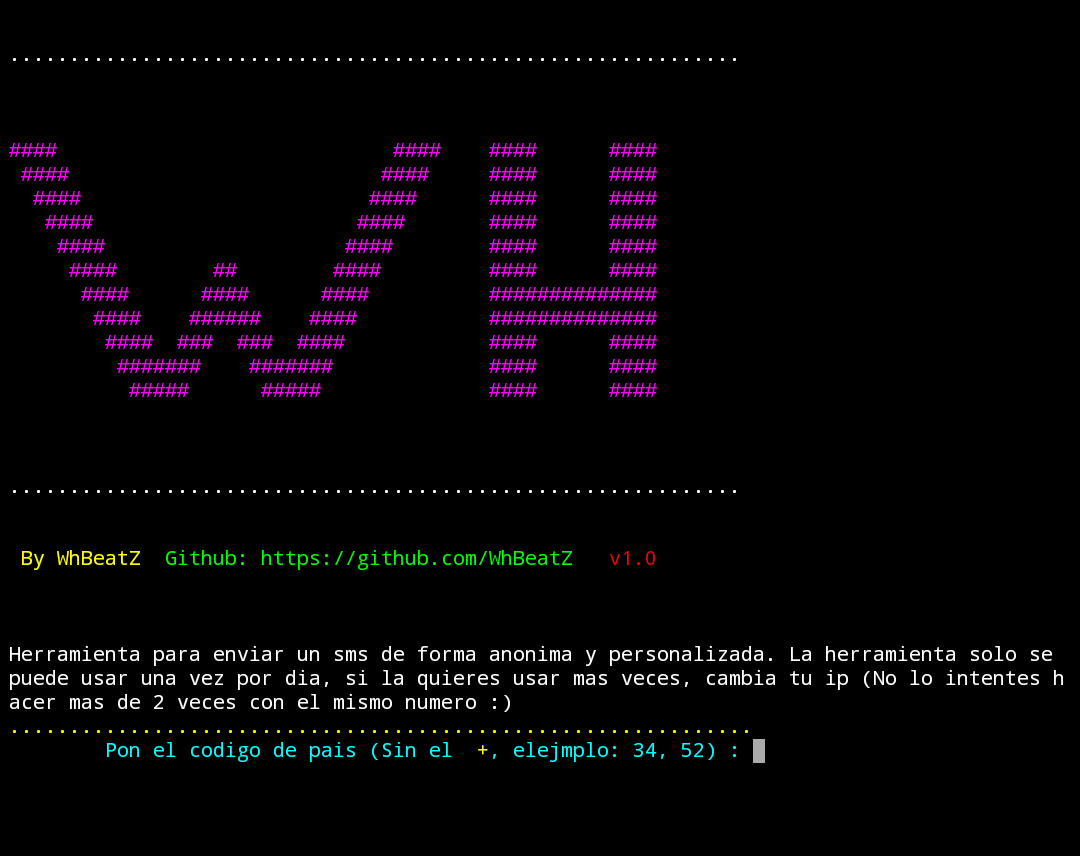 ............................................................. 
####                            ####    ####      ####
 ####                          ####     ####      ####
  ####                        ####      ####      ####
   ####                      ####       ####      ####
    ####                    ####        ####      ####
     ####        ##        ####         ####      ####
      ####      ####      ####          ##############
       ####    ######    ####           ##############
        ####  ###  ###  ####            ####      ####
         #######    #######             ####      ####
          #####      #####              ####      ####
.............................................................
By WhBeatZ  Github: https://github.com/WhBeatZ   v1.0
Herramienta para enviar un sms de forma anonima y personalizada. La herramienta solo se
puede usar una vez por dia, si la quieres usar mas veces, cambia tu ip (No lo intentes h
acer mas de 2 veces con el mismo numero :)
..............................................................
Pon el codigo de pais (Sin el  +, elejmplo: 34, 52) :